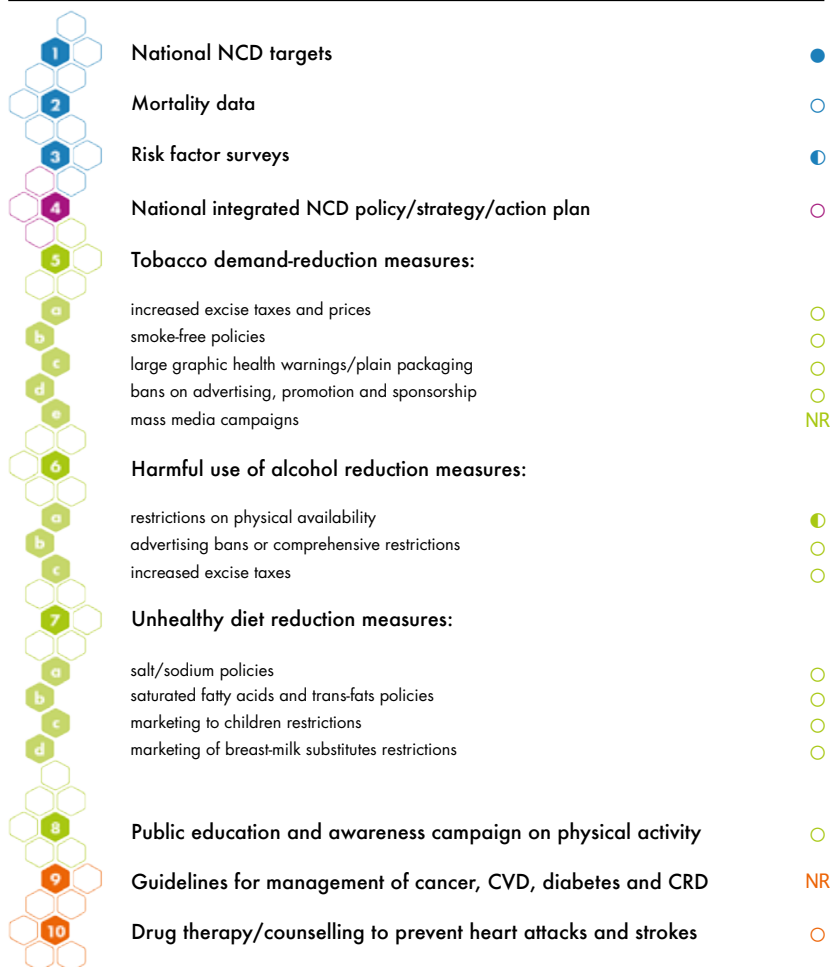 1 National NCD targets
2 Mortality data
3 Risk factor surveys
4 National integrated NCD policy/strategy/action plan
5 Tobacco demand-reduction measures:
a increased excise taxes and prices
b smoke-free policies
c large graphic health warnings/plain packaging
d bans on advertising, promotion and sponsorship
e mass media campaigns NR
6 Harmful use of alcohol reduction measures:
a restrictions on physical availability
b advertising bans or comprehensive restrictions
c increased excise taxes
7 Unhealthy diet reduction measures:
a salt/sodium policies
b saturated fatty acids and trans-fats policies
c marketing to children restrictions
d marketing of breast-milk substitutes restrictions
8 Public education and awareness campaign on physical activity
9 Guidelines for management of cancer, CVD, diabetes and CRD NR
10 Drug therapy/counselling to prevent heart attacks and strokes